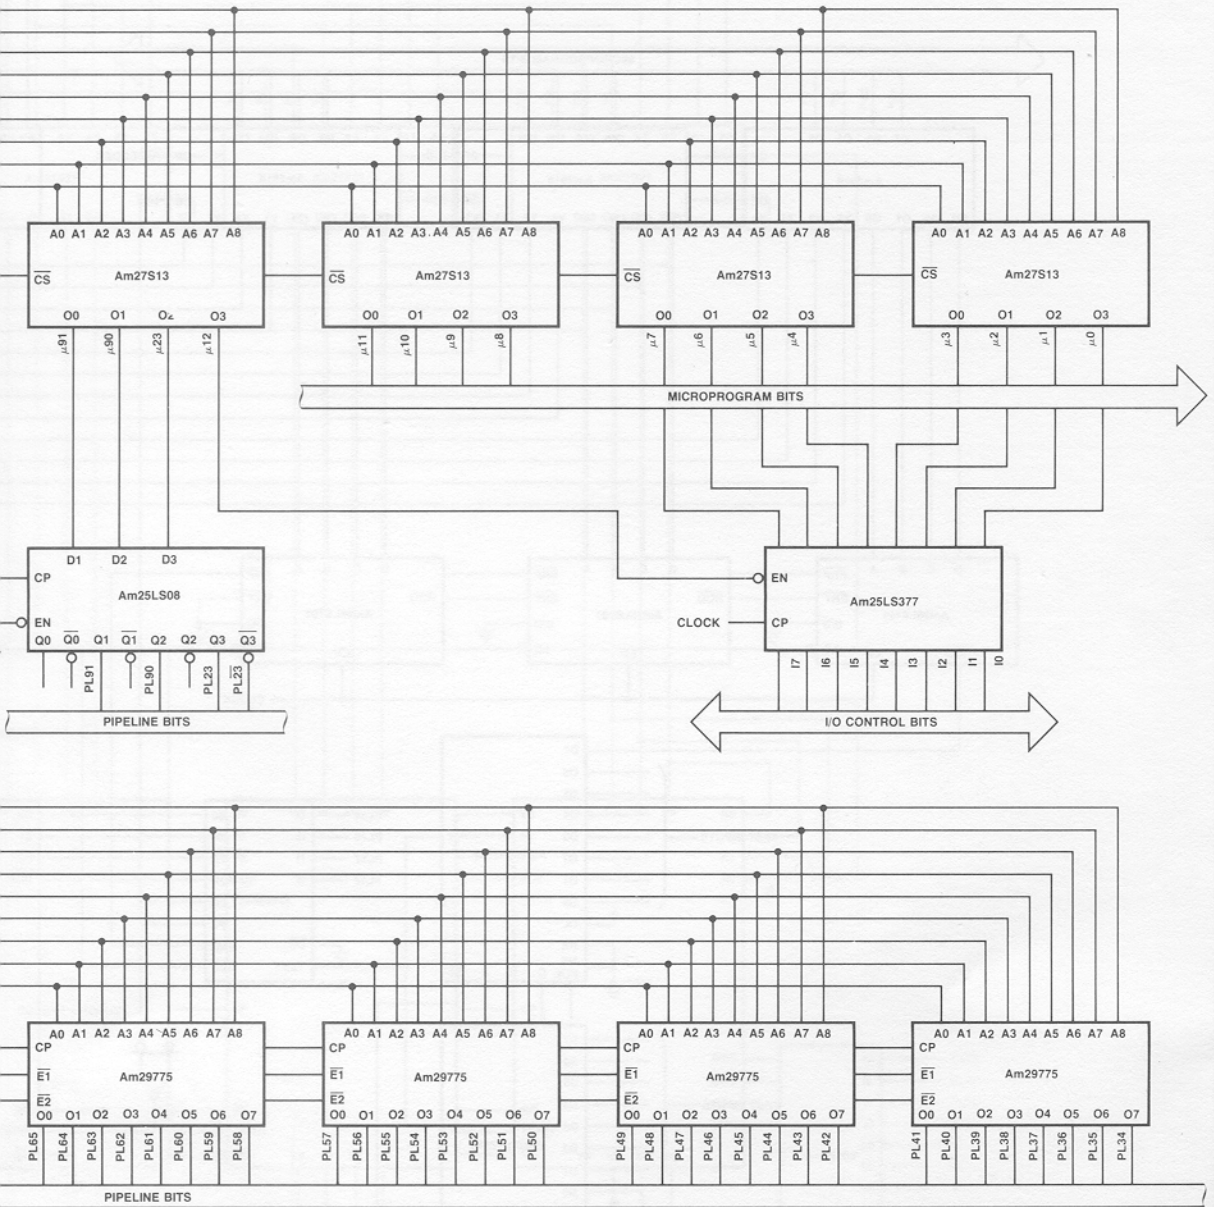 A0 A1 A2 A3 A4 A5 A6 A7 A8
A0 A1 A2 A3 A4 A5 A6 A7 A8
A0 A1 A2 A3 A4 A5 A6 A7 A8
A0 A1 A2 A3 A4 A5 A6 A7 A8
CS Am27S13
CS Am27S13
CS Am27S13
CS Am27S13
O0 O1 O2 O3
O0 O1 O2 O3
O0 O1 O2 O3
O0 O1 O2 O3
μ91 μ90 μ23 μ12
μ11 μ10 μ9 μ8
μ7 μ6 μ5 μ4
μ3 μ2 μ1 μ0
MICROPROGRAM BITS
D1 D2 D3
CP
Am25LS08
EN
Q0 Q0 Q1 Q1 Q2 Q2 Q3 Q3
PL91 PL90 PL23 PL23
PIPELINE BITS
EN
Am25LS377
CLOCK CP
I7 I6 I5 I4 I3 I2 I1 I0
I/O CONTROL BITS
A0 A1 A2 A3 A4 A5 A6 A7 A8
A0 A1 A2 A3 A4 A5 A6 A7 A8
A0 A1 A2 A3 A4 A5 A6 A7 A8
A0 A1 A2 A3 A4 A5 A6 A7 A8
CP
CP
CP
CP
E1 Am29775
E1 Am29775
E1 Am29775
E1 Am29775
E2
E2
E2
E2
O0 O1 O2 O3 O4 O5 O6 O7
O0 O1 O2 O3 O4 O5 O6 O7
O0 O1 O2 O3 O4 O5 O6 O7
O0 O1 O2 O3 O4 O5 O6 O7
PL65 PL64 PL63 PL62 PL61 PL60 PL59 PL58
PL57 PL56 PL55 PL54 PL53 PL52 PL51 PL50
PL49 PL48 PL47 PL46 PL45 PL44 PL43 PL42
PL41 PL40 PL39 PL38 PL37 PL36 PL35 PL34
PIPELINE BITS